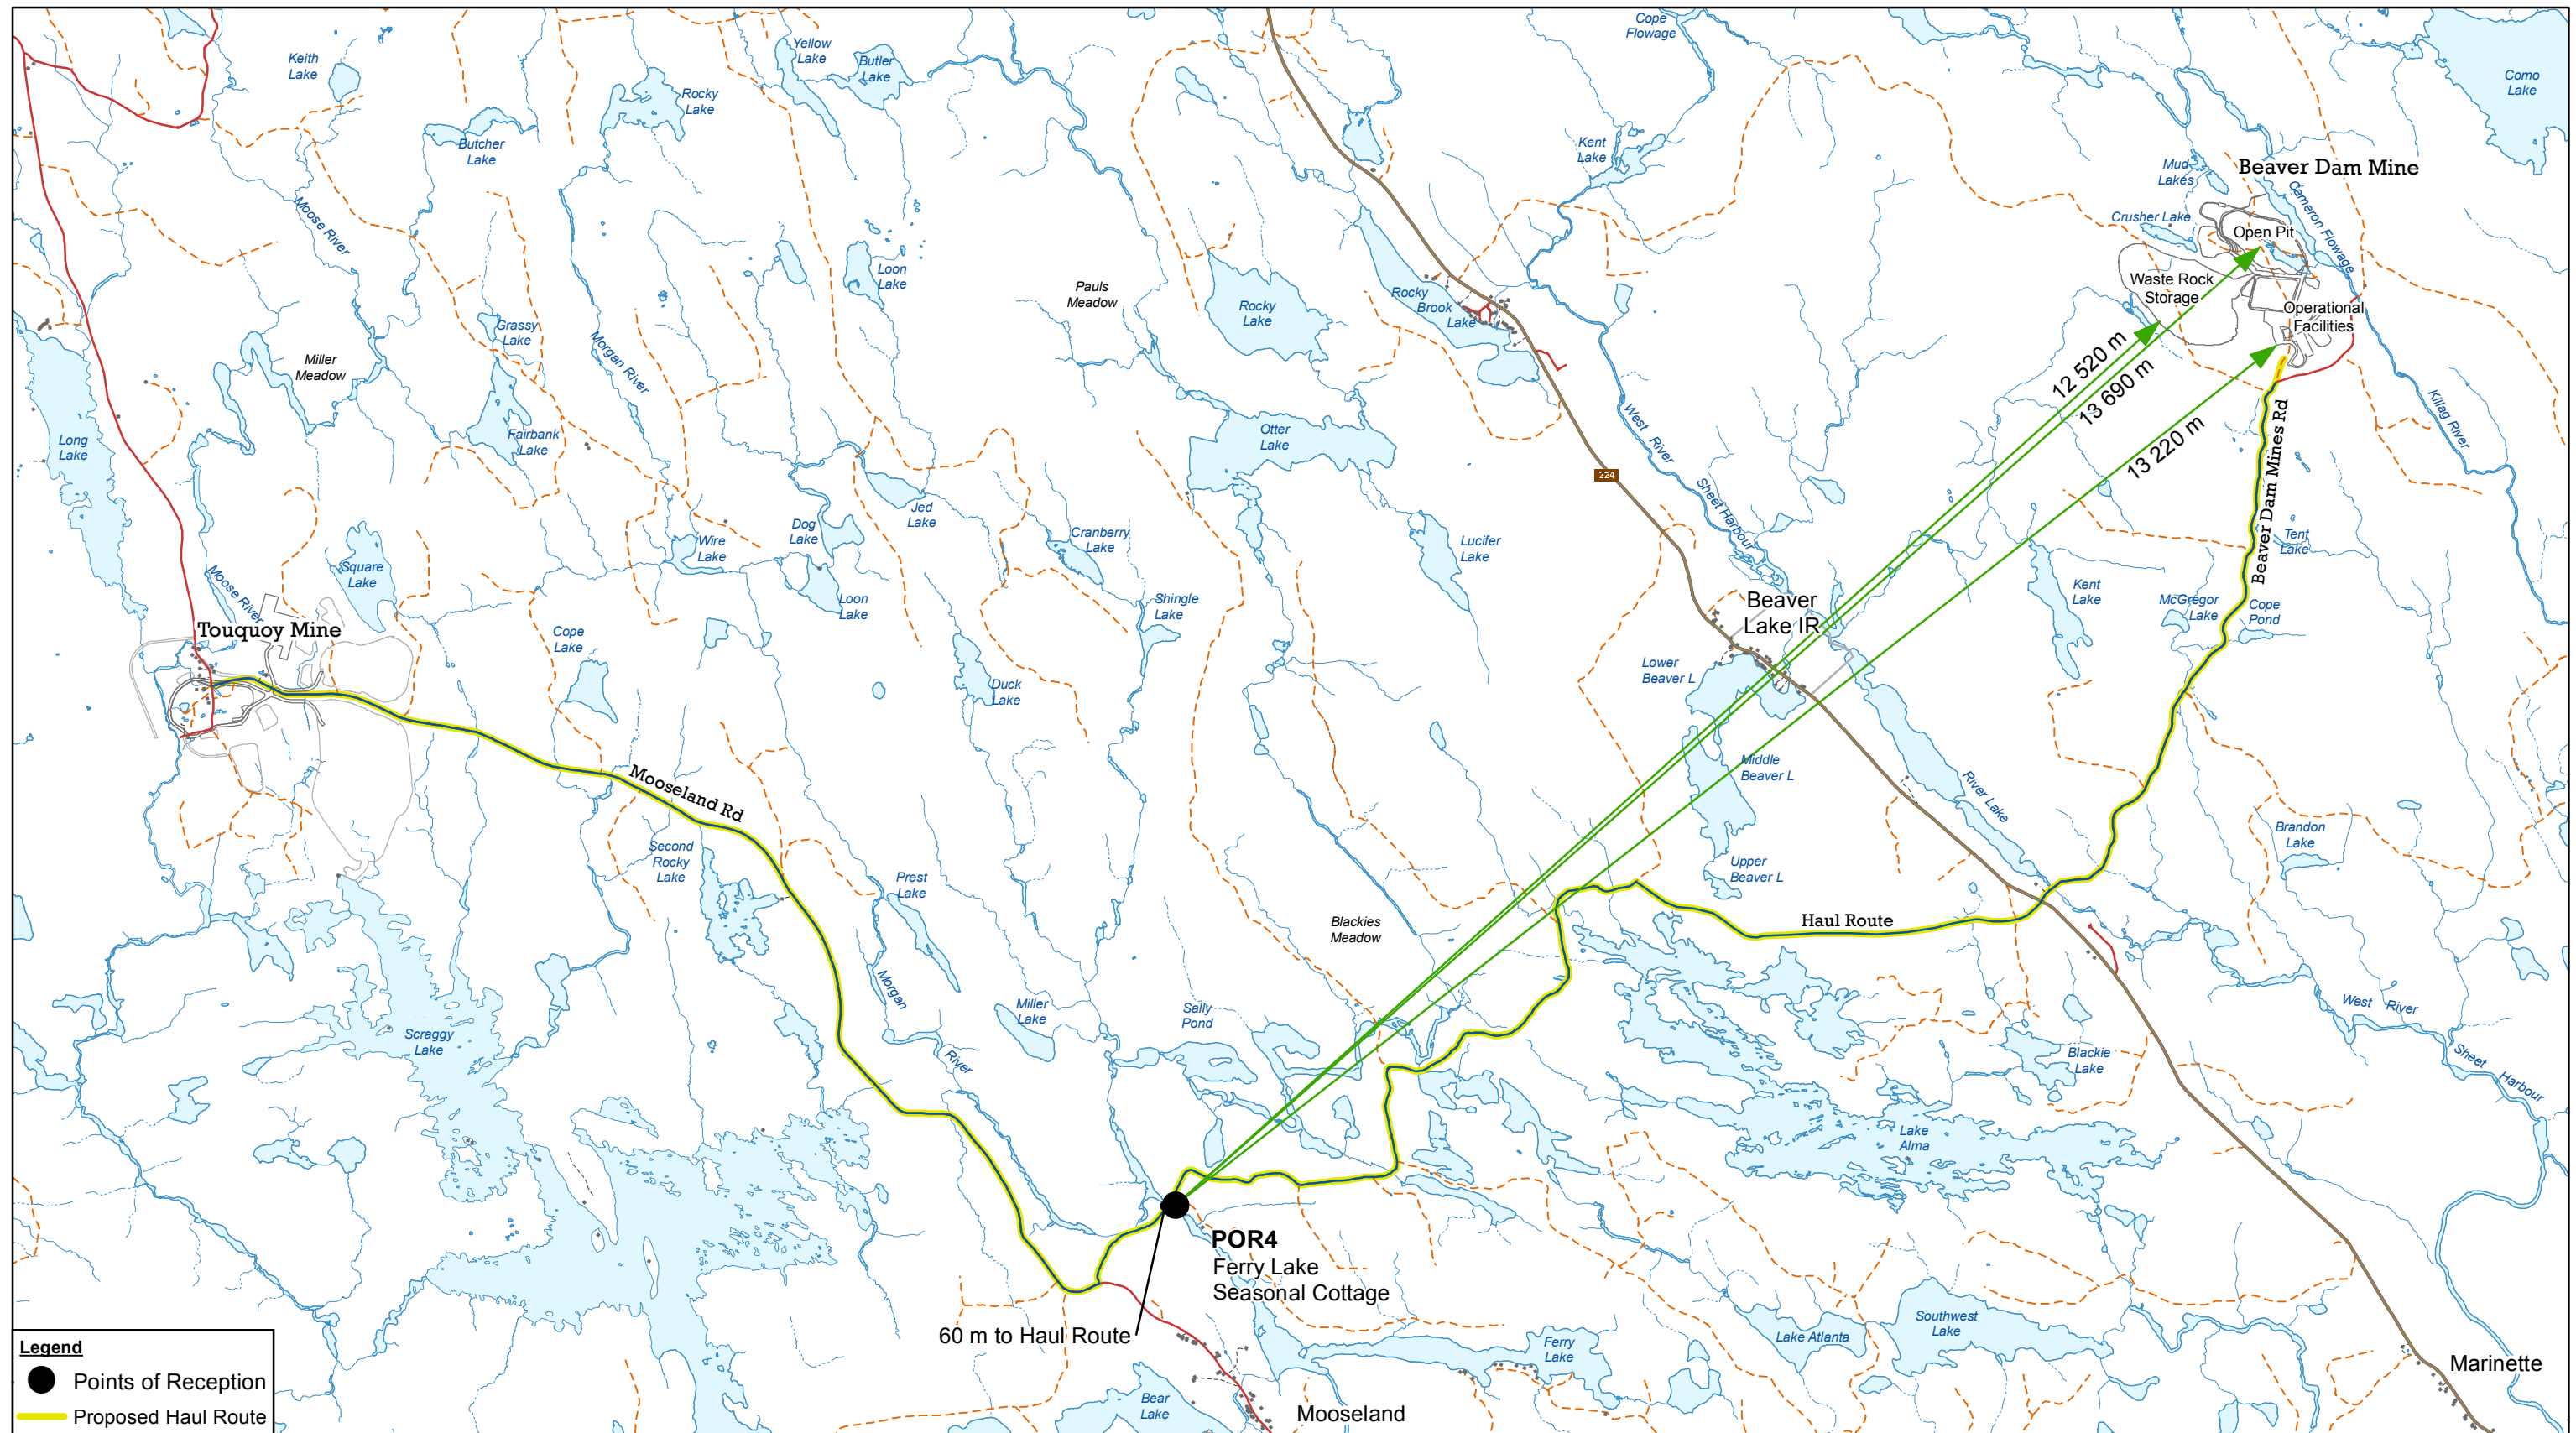 Cope
Flowage
Keith
Lake
Yellow
Lake
Butler
Lake
Rocky
Lake
Como
Lake
Butcher
Lake
Kent
Lake
Mud
Lakes
Beaver Dam Mine
Moose River
Crusher Lake
Cameron Flowage
Open Pit
Loon
Lake
Pauls
Meadow
Rocky
Lake
Rocky
Brook
Lake
Waste Rock
Storage
Operational
Facilities
Grassy
Lake
Miller
Meadow
Morgan River
12 520 m
13 690 m
13 220 m
Killag River
Long
Lake
Fairbank
Lake
Otter
Lake
West River
Sheet Harbour
224
Beaver Dam Mines Rd
Jed
Lake
Dog
Lake
Wire
Lake
Cranberry
Lake
Lucifer
Lake
Tent
Lake
Square
Lake
Moose River
Loon
Lake
Shingle
Lake
Beaver
Lake IR
Kent
Lake
McGregor
Lake
Cope
Pond
Touquoy Mine
Cope
Lake
Duck
Lake
Lower
Beaver L
Middle
Beaver L
River Lake
Mooseland Rd
Second
Rocky
Lake
Prest
Lake
Upper
Beaver L
Brandon
Lake
Blackies
Meadow
Haul Route
Morgan
River
Miller
Lake
Sally
Pond
West River
Sheet Harbour
Scraggy
Lake
Blackie
Lake
Lake
Alma
POR4
Ferry Lake
Seasonal Cottage
60 m to Haul Route
Ferry
Lake
Lake Atlanta
Southwest
Lake
Marinette
Bear
Lake
Mooseland
Legend
Points of Reception
Proposed Haul Route